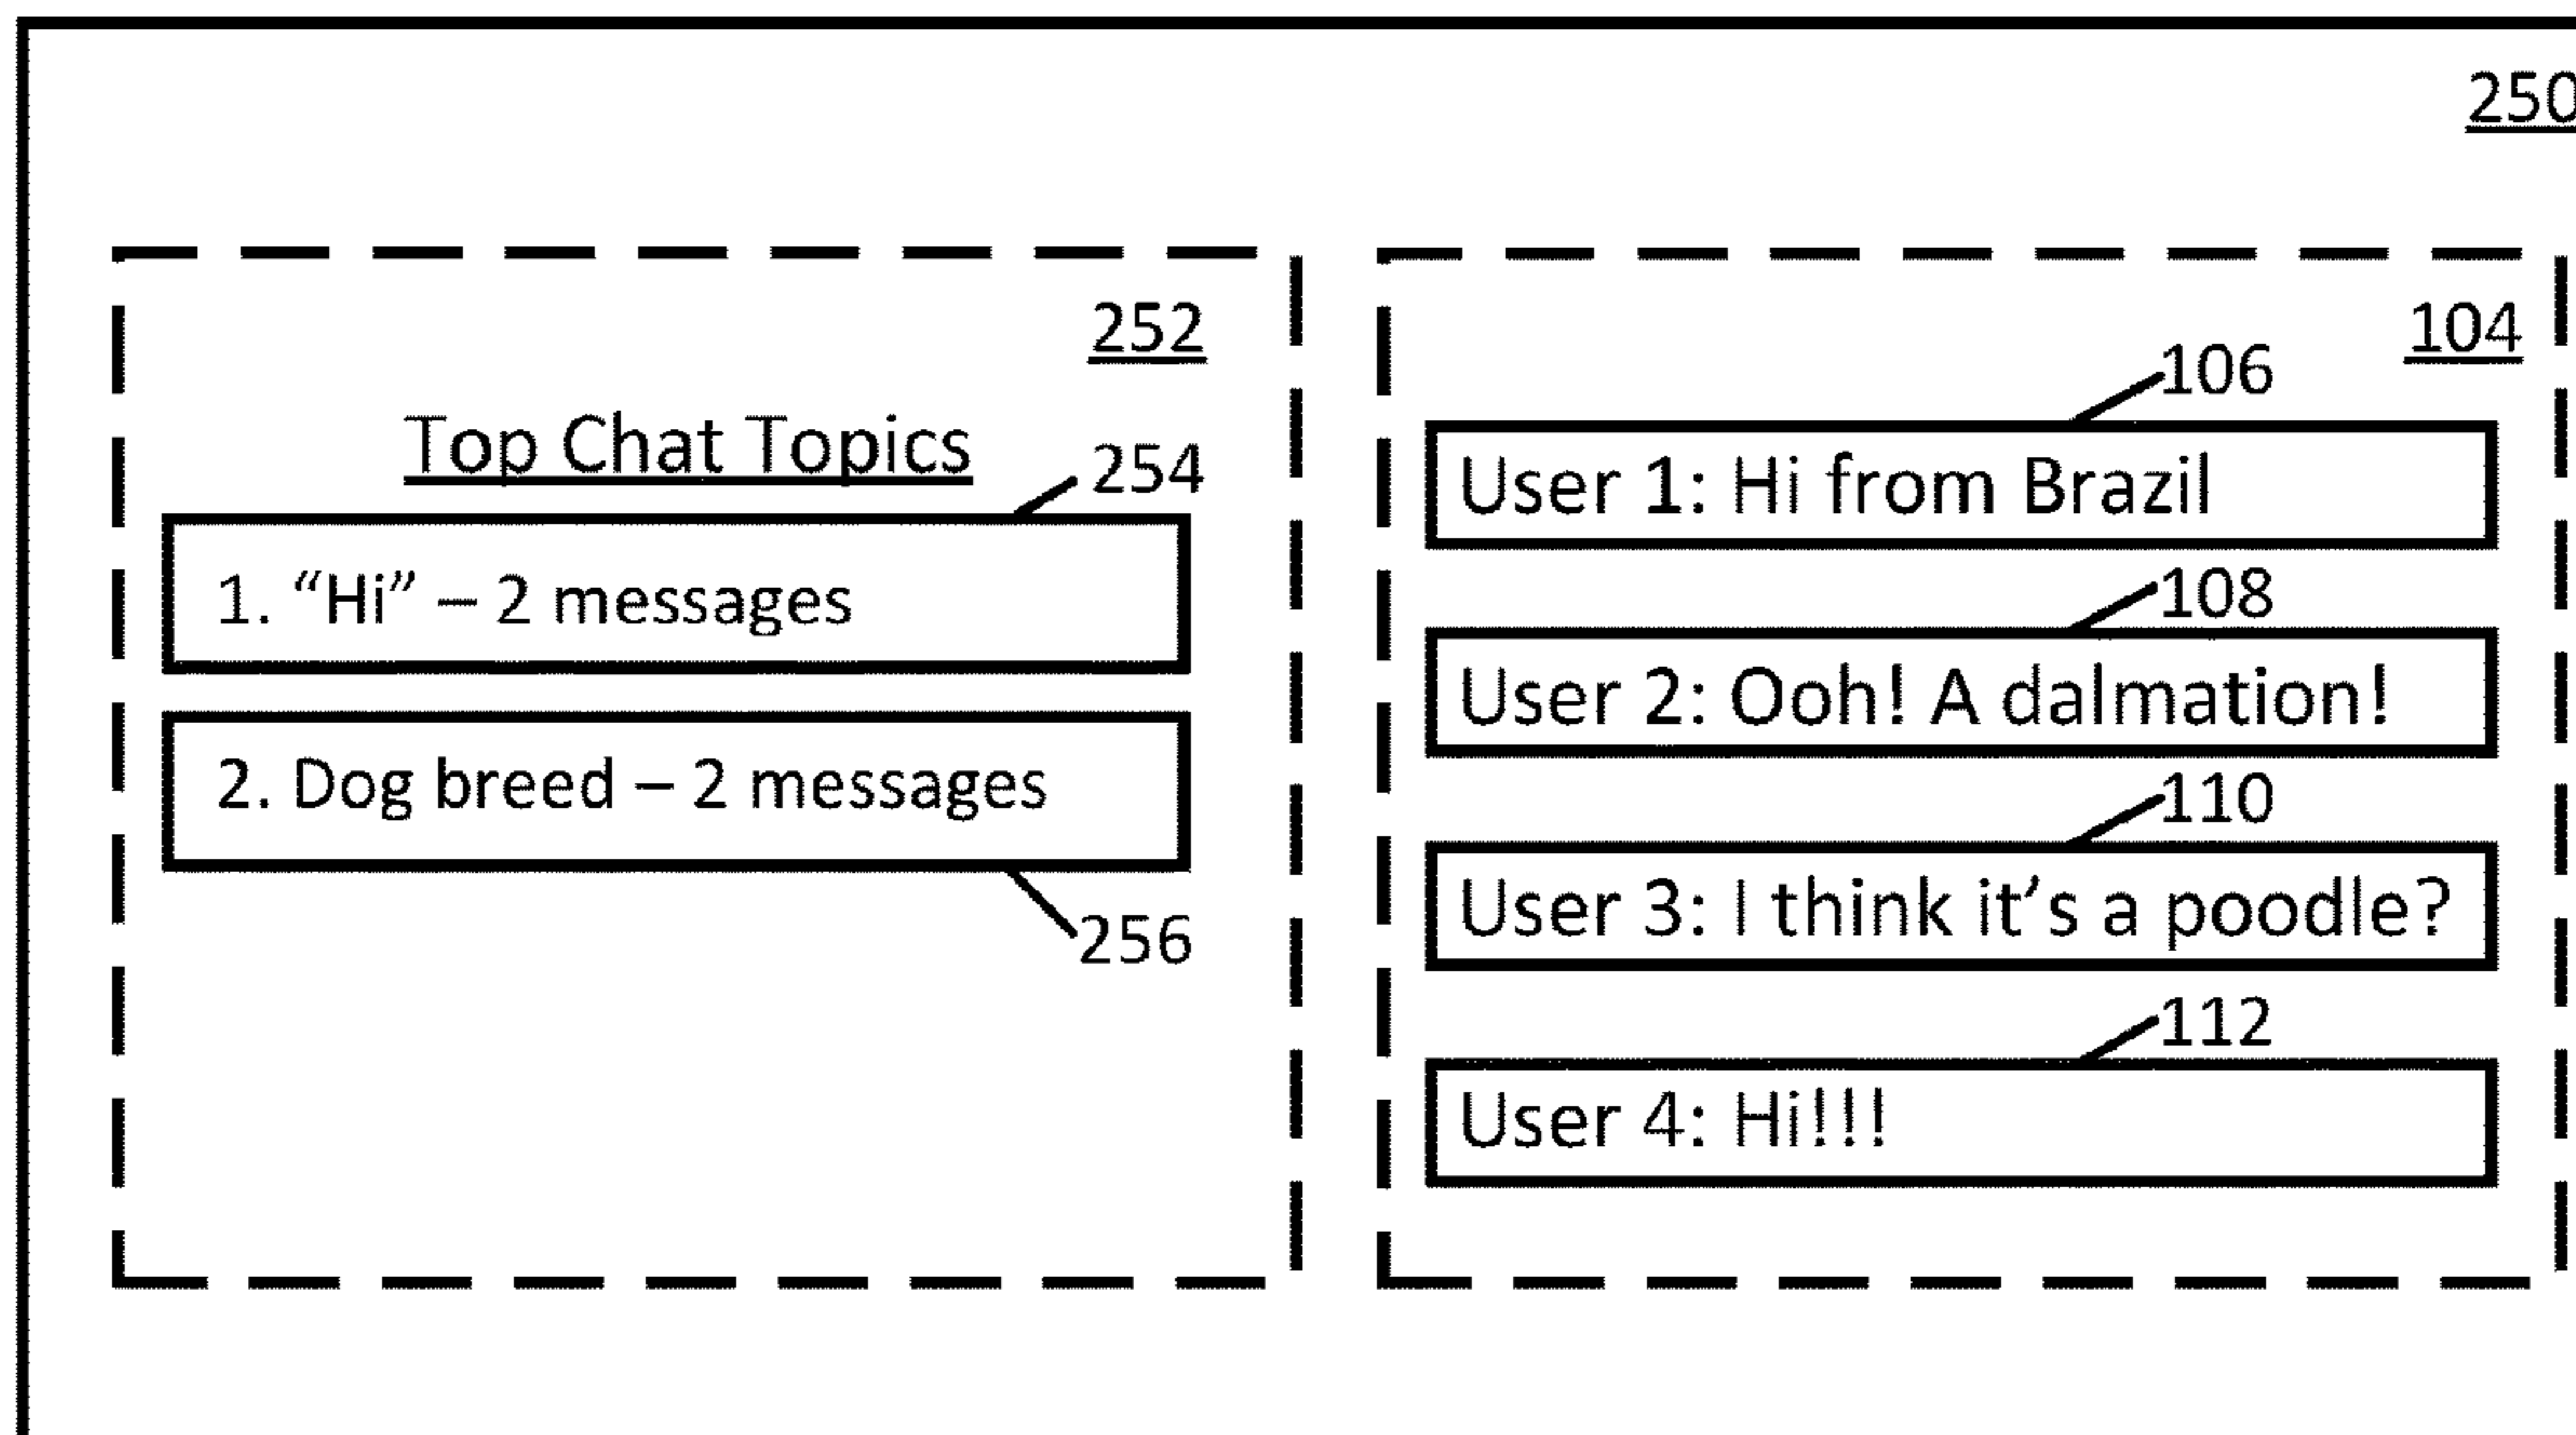 250
252
Top Chat Topics
254
1. “Hi” – 2 messages
2. Dog breed – 2 messages
256
104
106
User 1: Hi from Brazil
108
User 2: Ooh! A dalmation!
110
User 3: I think it’s a poodle?
112
User 4: Hi!!!